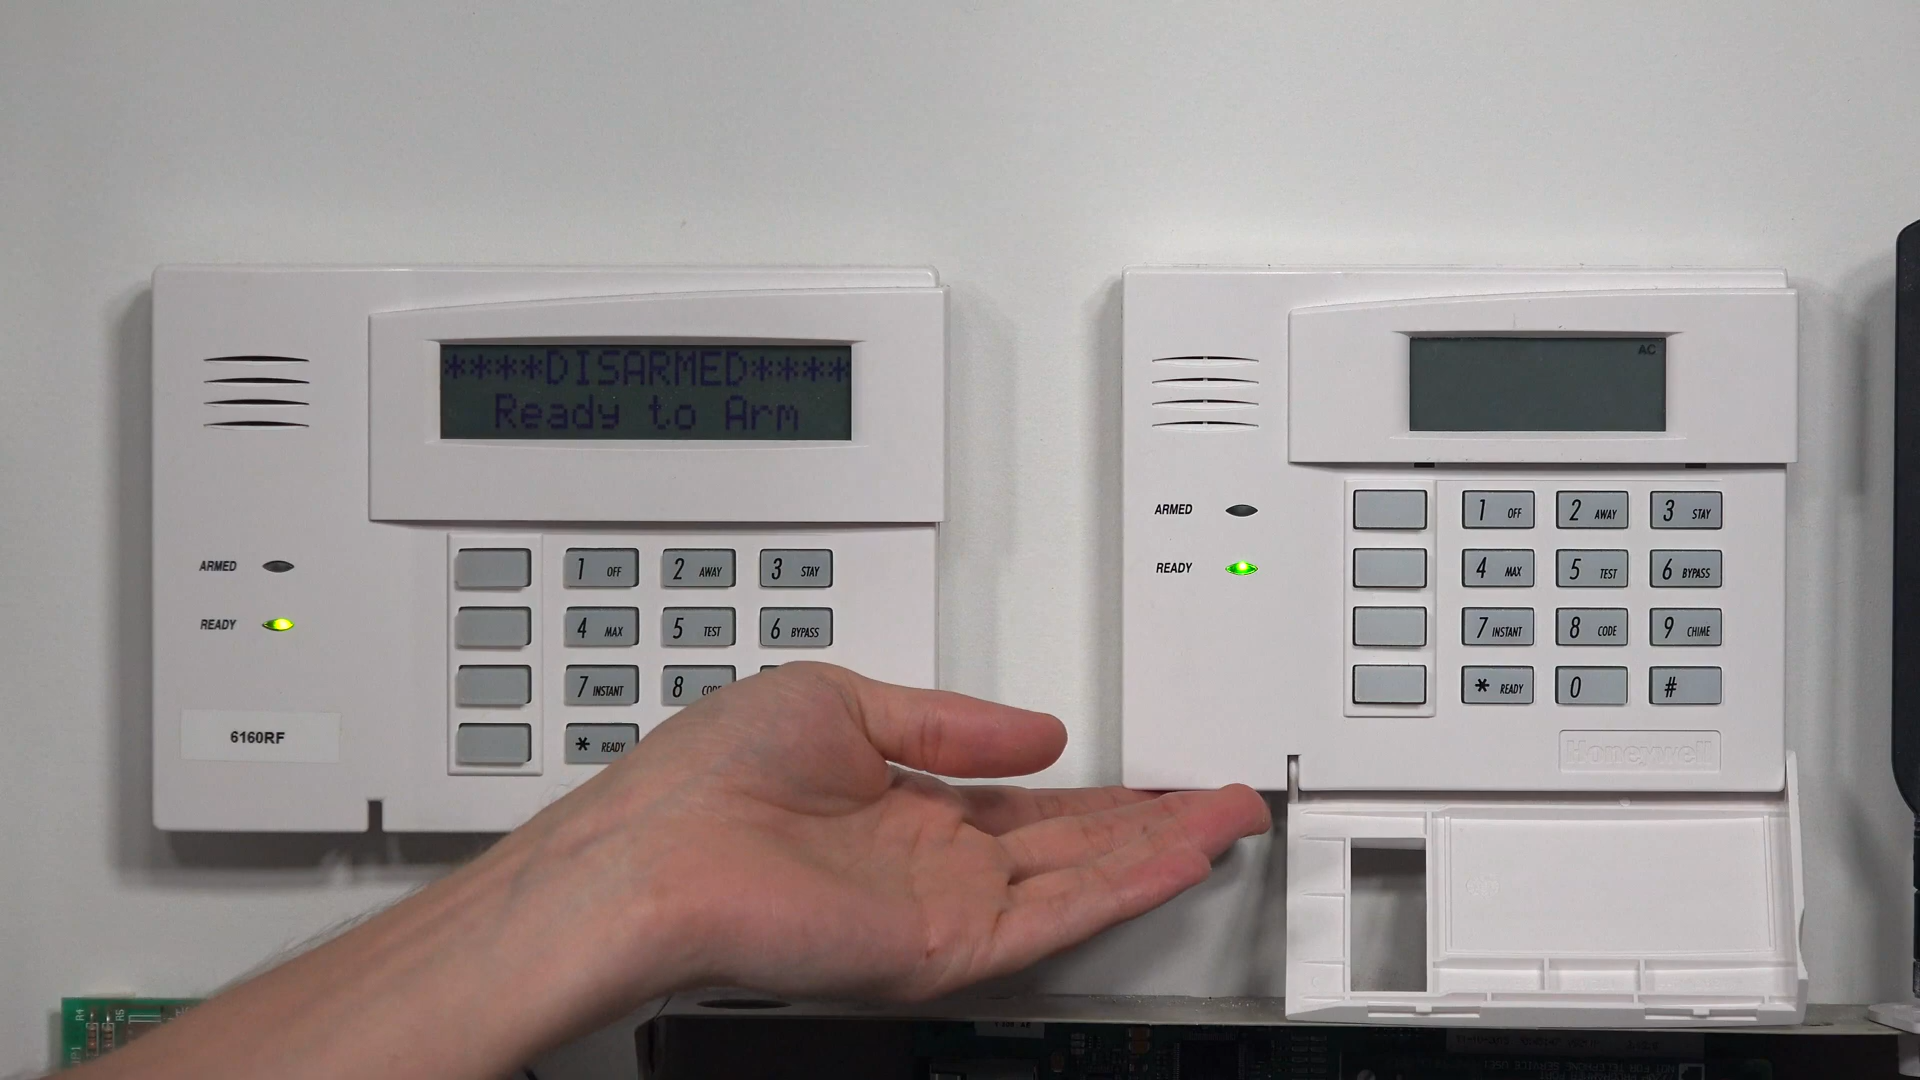 ****DISARMED****
Ready to Arm
ARMED
READY
6160RF
1 OFF
2 AWAY
3 STAY
4 MAX
5 TEST
6 BYPASS
7 INSTANT
8
* READY
AC
ARMED
READY
1 OFF
2 AWAY
3 STAY
4 MAX
5 TEST
6 BYPASS
7 INSTANT
8 CODE
9 CHIME
* READY
0
#
Honeywell
R4
R5